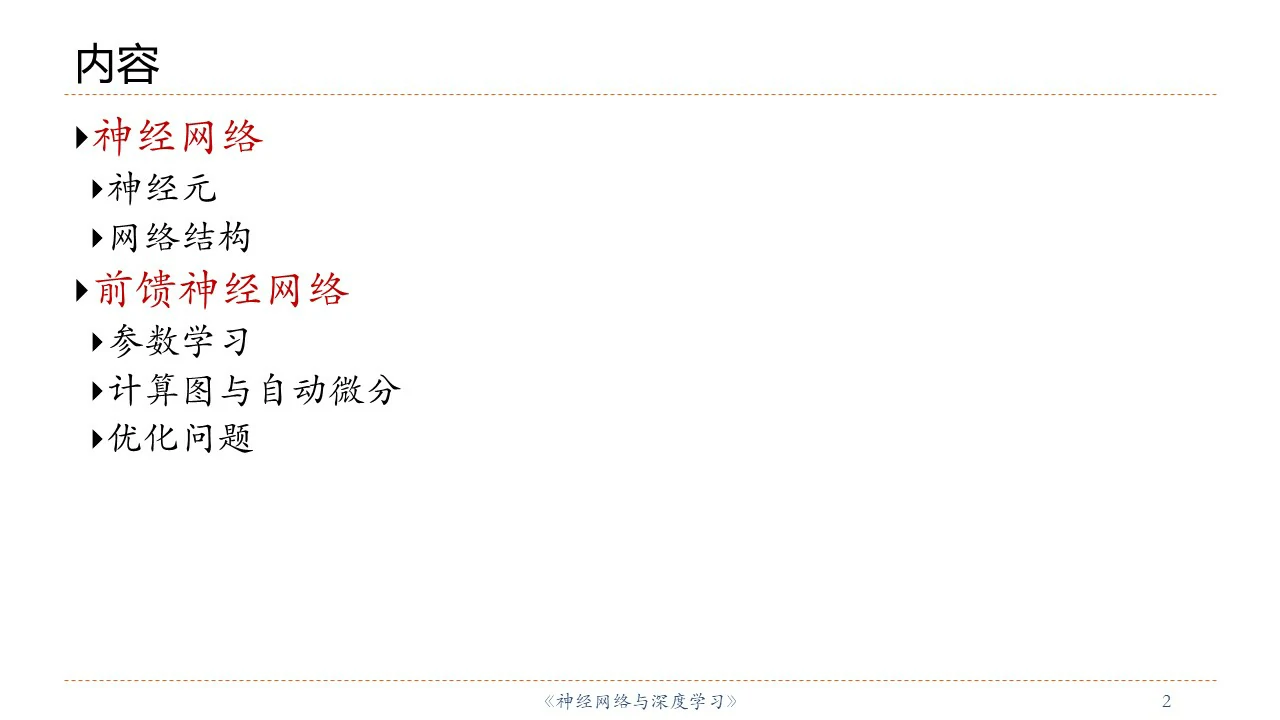 内容
神经网络
神经元
网络结构
前馈神经网络
参数学习
计算图与自动微分
优化问题
《神经网络与深度学习》
2